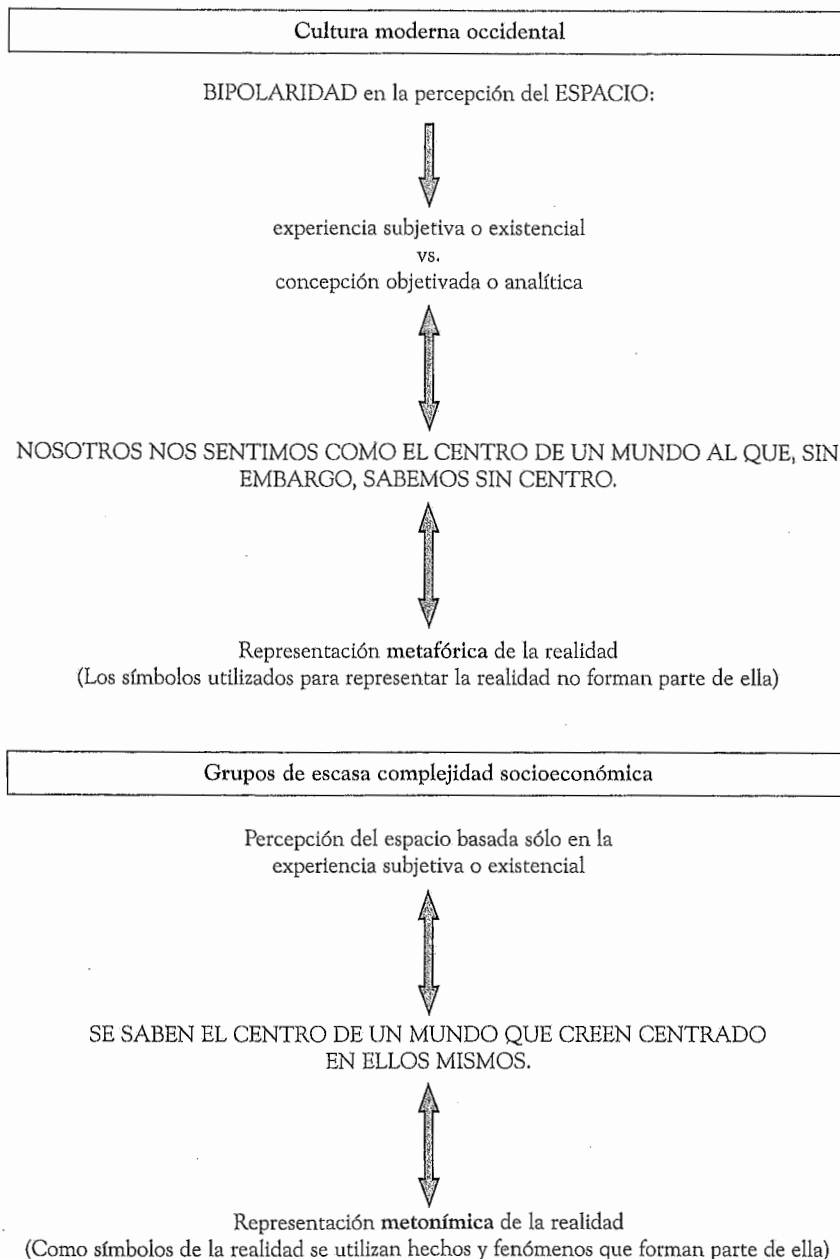 Cultura moderna occidental
BIPOLARIDAD en la percepción del ESPACIO:
experiencia subjetiva o existencial
vs.
concepción objetivada o analítica
NOSOTROS NOS SENTIMOS COMO EL CENTRO DE UN MUNDO AL QUE, SIN
EMBARGO, SABEMOS SIN CENTRO.
Representación metafórica de la realidad
(Los símbolos utilizados para representar la realidad no forman parte de ella)
Grupos de escasa complejidad socioeconómica
Percepción del espacio basada sólo en la
experiencia subjetiva o existencial
SE SABEN EL CENTRO DE UN MUNDO QUE CREEN CENTRADO
EN ELLOS MISMOS.
Representación metonímica de la realidad
(Como símbolos de la realidad se utilizan hechos y fenómenos que forman parte de ella)